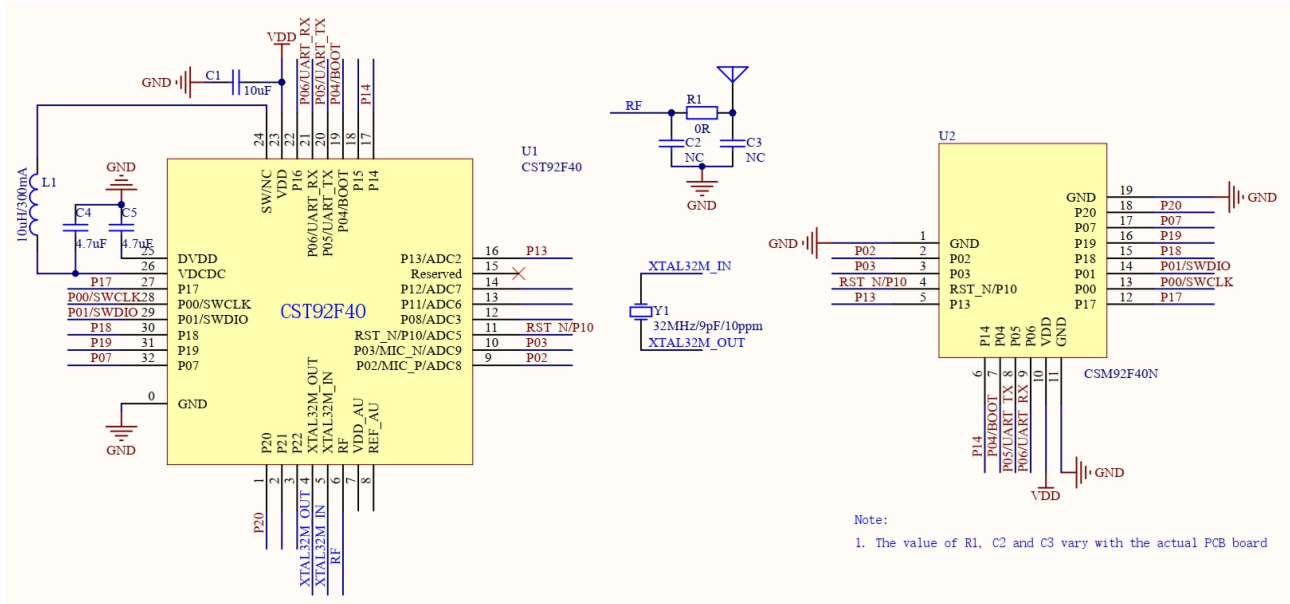 VDD
P06/UART_RX
P05/UART_TX
P04/BOOT
P14
GND
C1
10uF
24
23
22
21
20
19
18
17
SW/NC
VDD
P16
P06/UART_RX
P05/UART_TX
P04/BOOT
P15
P14
U1
CST92F40
L1
10uH/300mA
GND
C4
4.7uF
C5
4.7uF
25 DVDD
26 VDCDC
P17 27 P17
P00/SWCLK 28 P00/SWCLK
P01/SWDIO 29 P01/SWDIO
P18 30 P18
P19 31 P19
P07 32 P07
0 GND
GND
CST92F40
P13/ADC2 16 P13
Reserved 15
P12/ADC7 14
P11/ADC6 13
P08/ADC3 12
RST_N/P10/ADC5 11 RST_N/P10
P03/MIC_N/ADC9 10 P03
P02/MIC_P/ADC8 9 P02
P20
P21
P22
XTAL32M_OUT
XTAL32M_IN
RF
VDD_AU
REF_AU
1
2
3
4
5
6
7
8
P20
XTAL32M_OUT
XTAL32M_IN
RF
RF
R1
0R
C2
NC
C3
NC
GND
XTAL32M_IN
Y1
32MHz/9pF/10ppm
XTAL32M_OUT
U2
GND 1 GND
P02 2 P02
P03 3 P03
RST_N/P10 4 RST_N/P10
P13 5 P13
GND 19 GND
P20 18 P20
P07 17 P07
P19 16 P19
P18 15 P18
P01 14 P01/SWDIO
P00 13 P00/SWCLK
P17 12 P17
P14
P04
P05
P06
VDD
GND
6
7
8
9
10
11
CSM92F40N
P14
P04/BOOT
P05/UART_TX
P06/UART_RX
VDD
GND
Note:
1. The value of R1, C2 and C3 vary with the actual PCB board